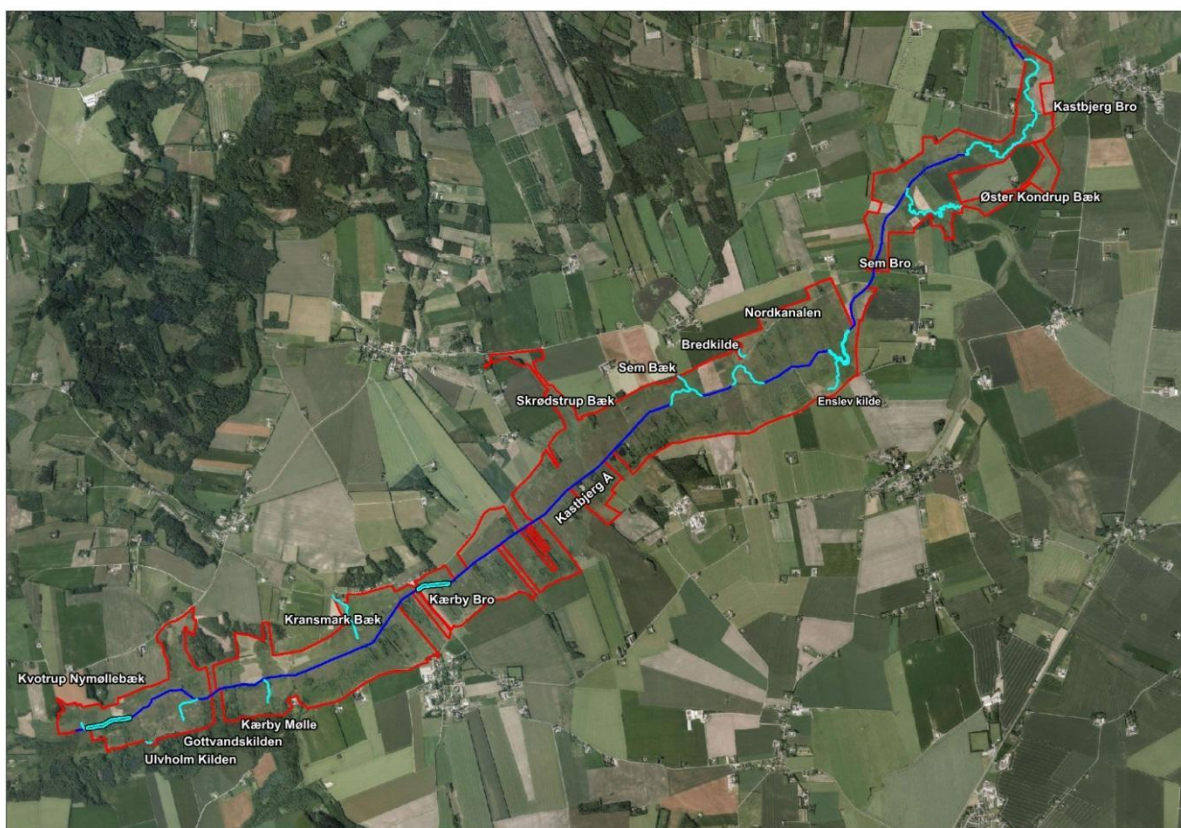 Kastbjerg Bro
Øster Kondrup Bæk
Sem Bro
Nordkanalen
Bredkilde
Sem Bæk
Skrødstrup Bæk
Enslev kilde
Kastbjerg Å
Kærby Bro
Kransmark Bæk
Kvotrup Nymøllebæk
Kærby Mølle
Gottvandskilden
Ulvholm Kilden